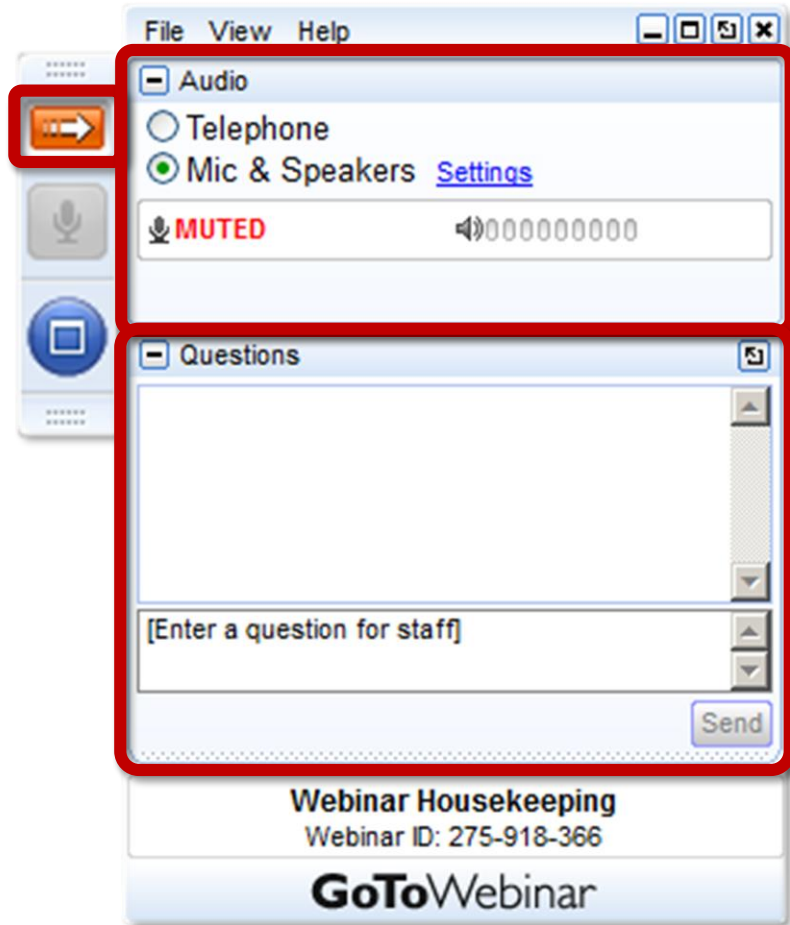 File View Help
Audio
Telephone
Mic & Speakers Settings
MUTED
Questions
[Enter a question for staff]
Send
Webinar Housekeeping
Webinar ID: 275-918-366
GoToWebinar